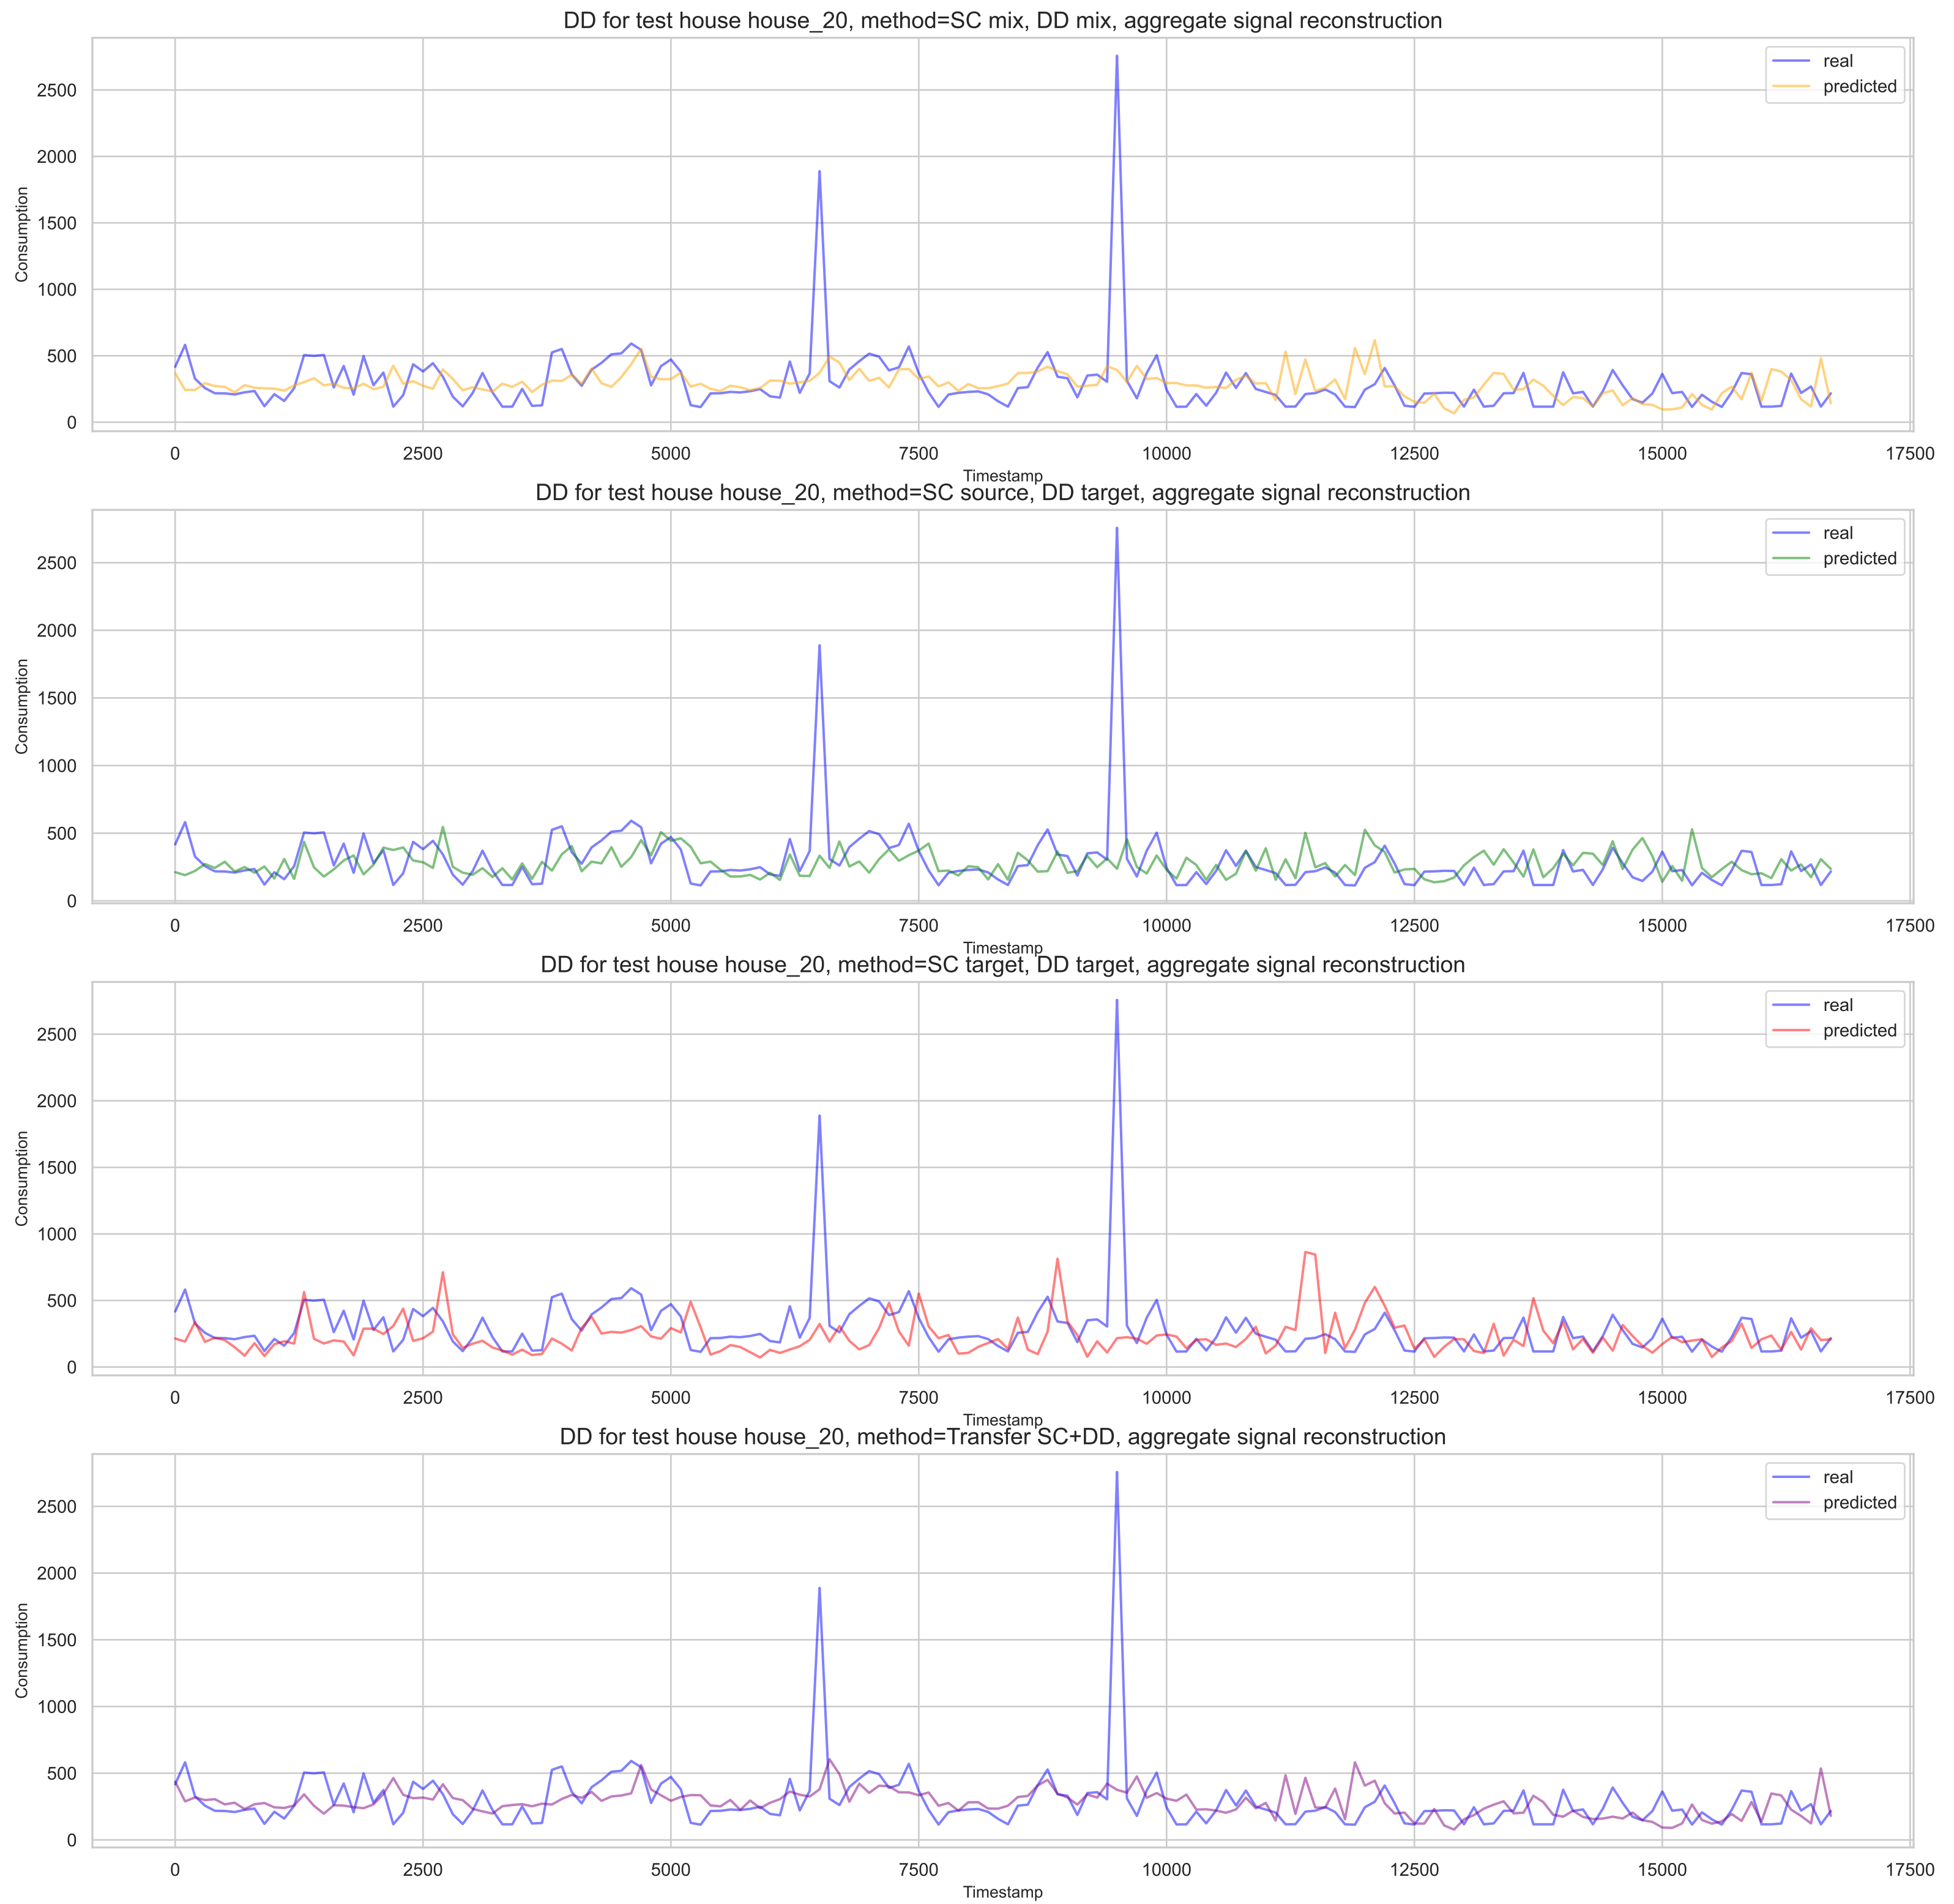 DD for test house house_20, method=SC mix, DD mix, aggregate signal reconstruction
real
predicted
Consumption
2500
2000
1500
1000
500
0
0 2500 5000 7500 10000 12500 15000 17500
Timestamp
DD for test house house_20, method=SC source, DD target, aggregate signal reconstruction
real
predicted
Consumption
2500
2000
1500
1000
500
0
0 2500 5000 7500 10000 12500 15000 17500
Timestamp
DD for test house house_20, method=SC target, DD target, aggregate signal reconstruction
real
predicted
Consumption
2500
2000
1500
1000
500
0
0 2500 5000 7500 10000 12500 15000 17500
Timestamp
DD for test house house_20, method=Transfer SC+DD, aggregate signal reconstruction
real
predicted
Consumption
2500
2000
1500
1000
500
0
0 2500 5000 7500 10000 12500 15000 17500
Timestamp